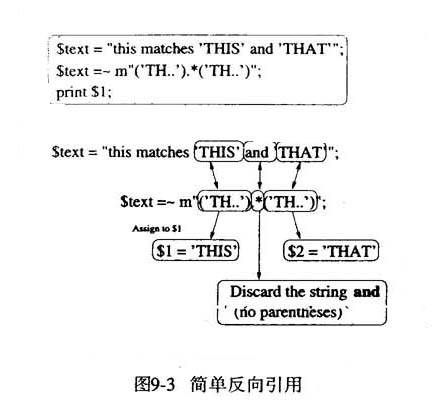 $text = "this matches 'THIS' and 'THAT'";
$text =~ m"('TH..').*('TH..')";
print $1;
$text = "this matches 'THIS' and 'THAT'";
$text =~ m"('TH..').*('TH..')";
Assign to $1
$1 = 'THIS' $2 = 'THAT'
Discard the string and
(no parentheses)
图9-3 简单反向引用